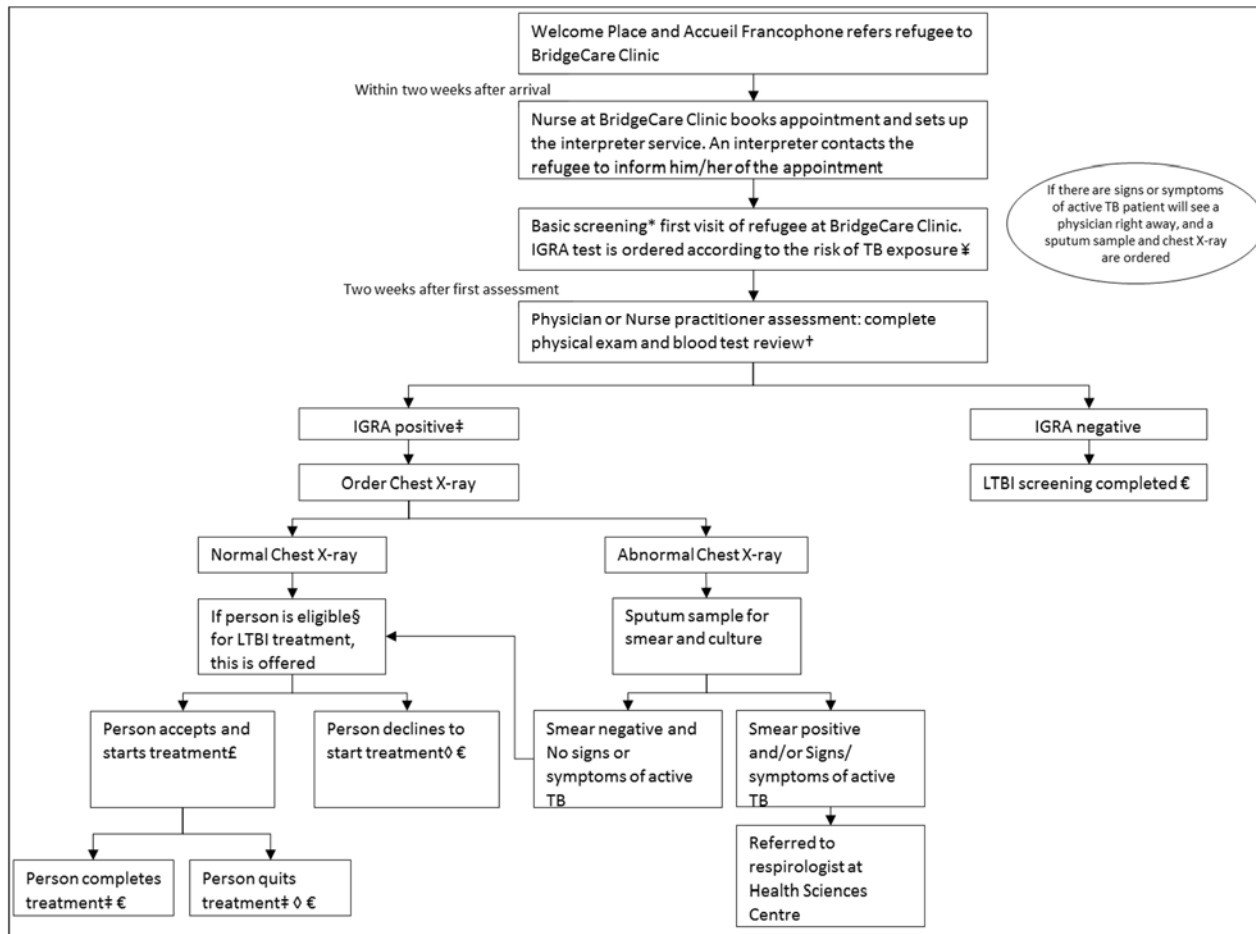 Welcome Place and Accueil Francophone refers refugee to
BridgeCare Clinic
Within two weeks after arrival
Nurse at BridgeCare Clinic books appointment and sets up
the interpreter service. An interpreter contacts the
refugee to inform him/her of the appointment
If there are signs or symptoms
of active TB patient will see a
physician right away, and a
sputum sample and chest X-ray
are ordered
Basic screening* first visit of refugee at BridgeCare Clinic.
IGRA test is ordered according to the risk of TB exposure ¥
Two weeks after first assessment
Physician or Nurse practitioner assessment: complete
physical exam and blood test review†
IGRA positive‡
IGRA negative
Order Chest X-ray
LTBI screening completed €
Normal Chest X-ray
Abnormal Chest X-ray
If person is eligible§
for LTBI treatment,
this is offered
Sputum sample for
smear and culture
Person accepts and
starts treatment£
Person declines to
start treatment◊ €
Smear negative and
No signs or
symptoms of active
TB
Smear positive
and/or Signs/
symptoms of active
TB
Person completes
treatment‡ €
Person quits
treatment‡ ◊ €
Referred to
respirologist at
Health Sciences
Centre